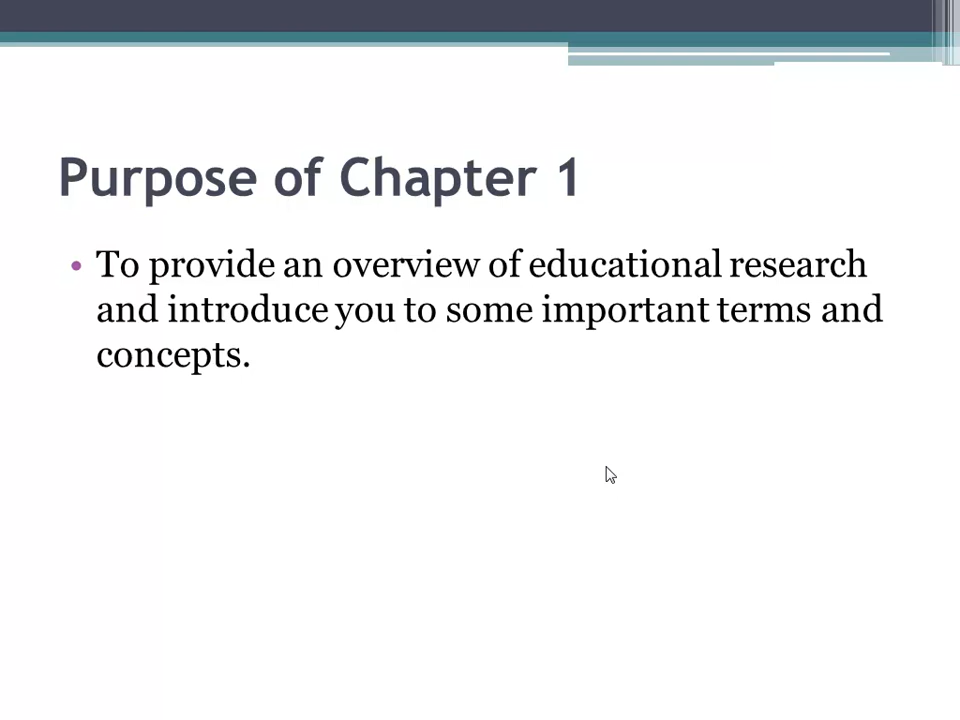 Purpose of Chapter 1
• To provide an overview of educational research
and introduce you to some important terms and
concepts.